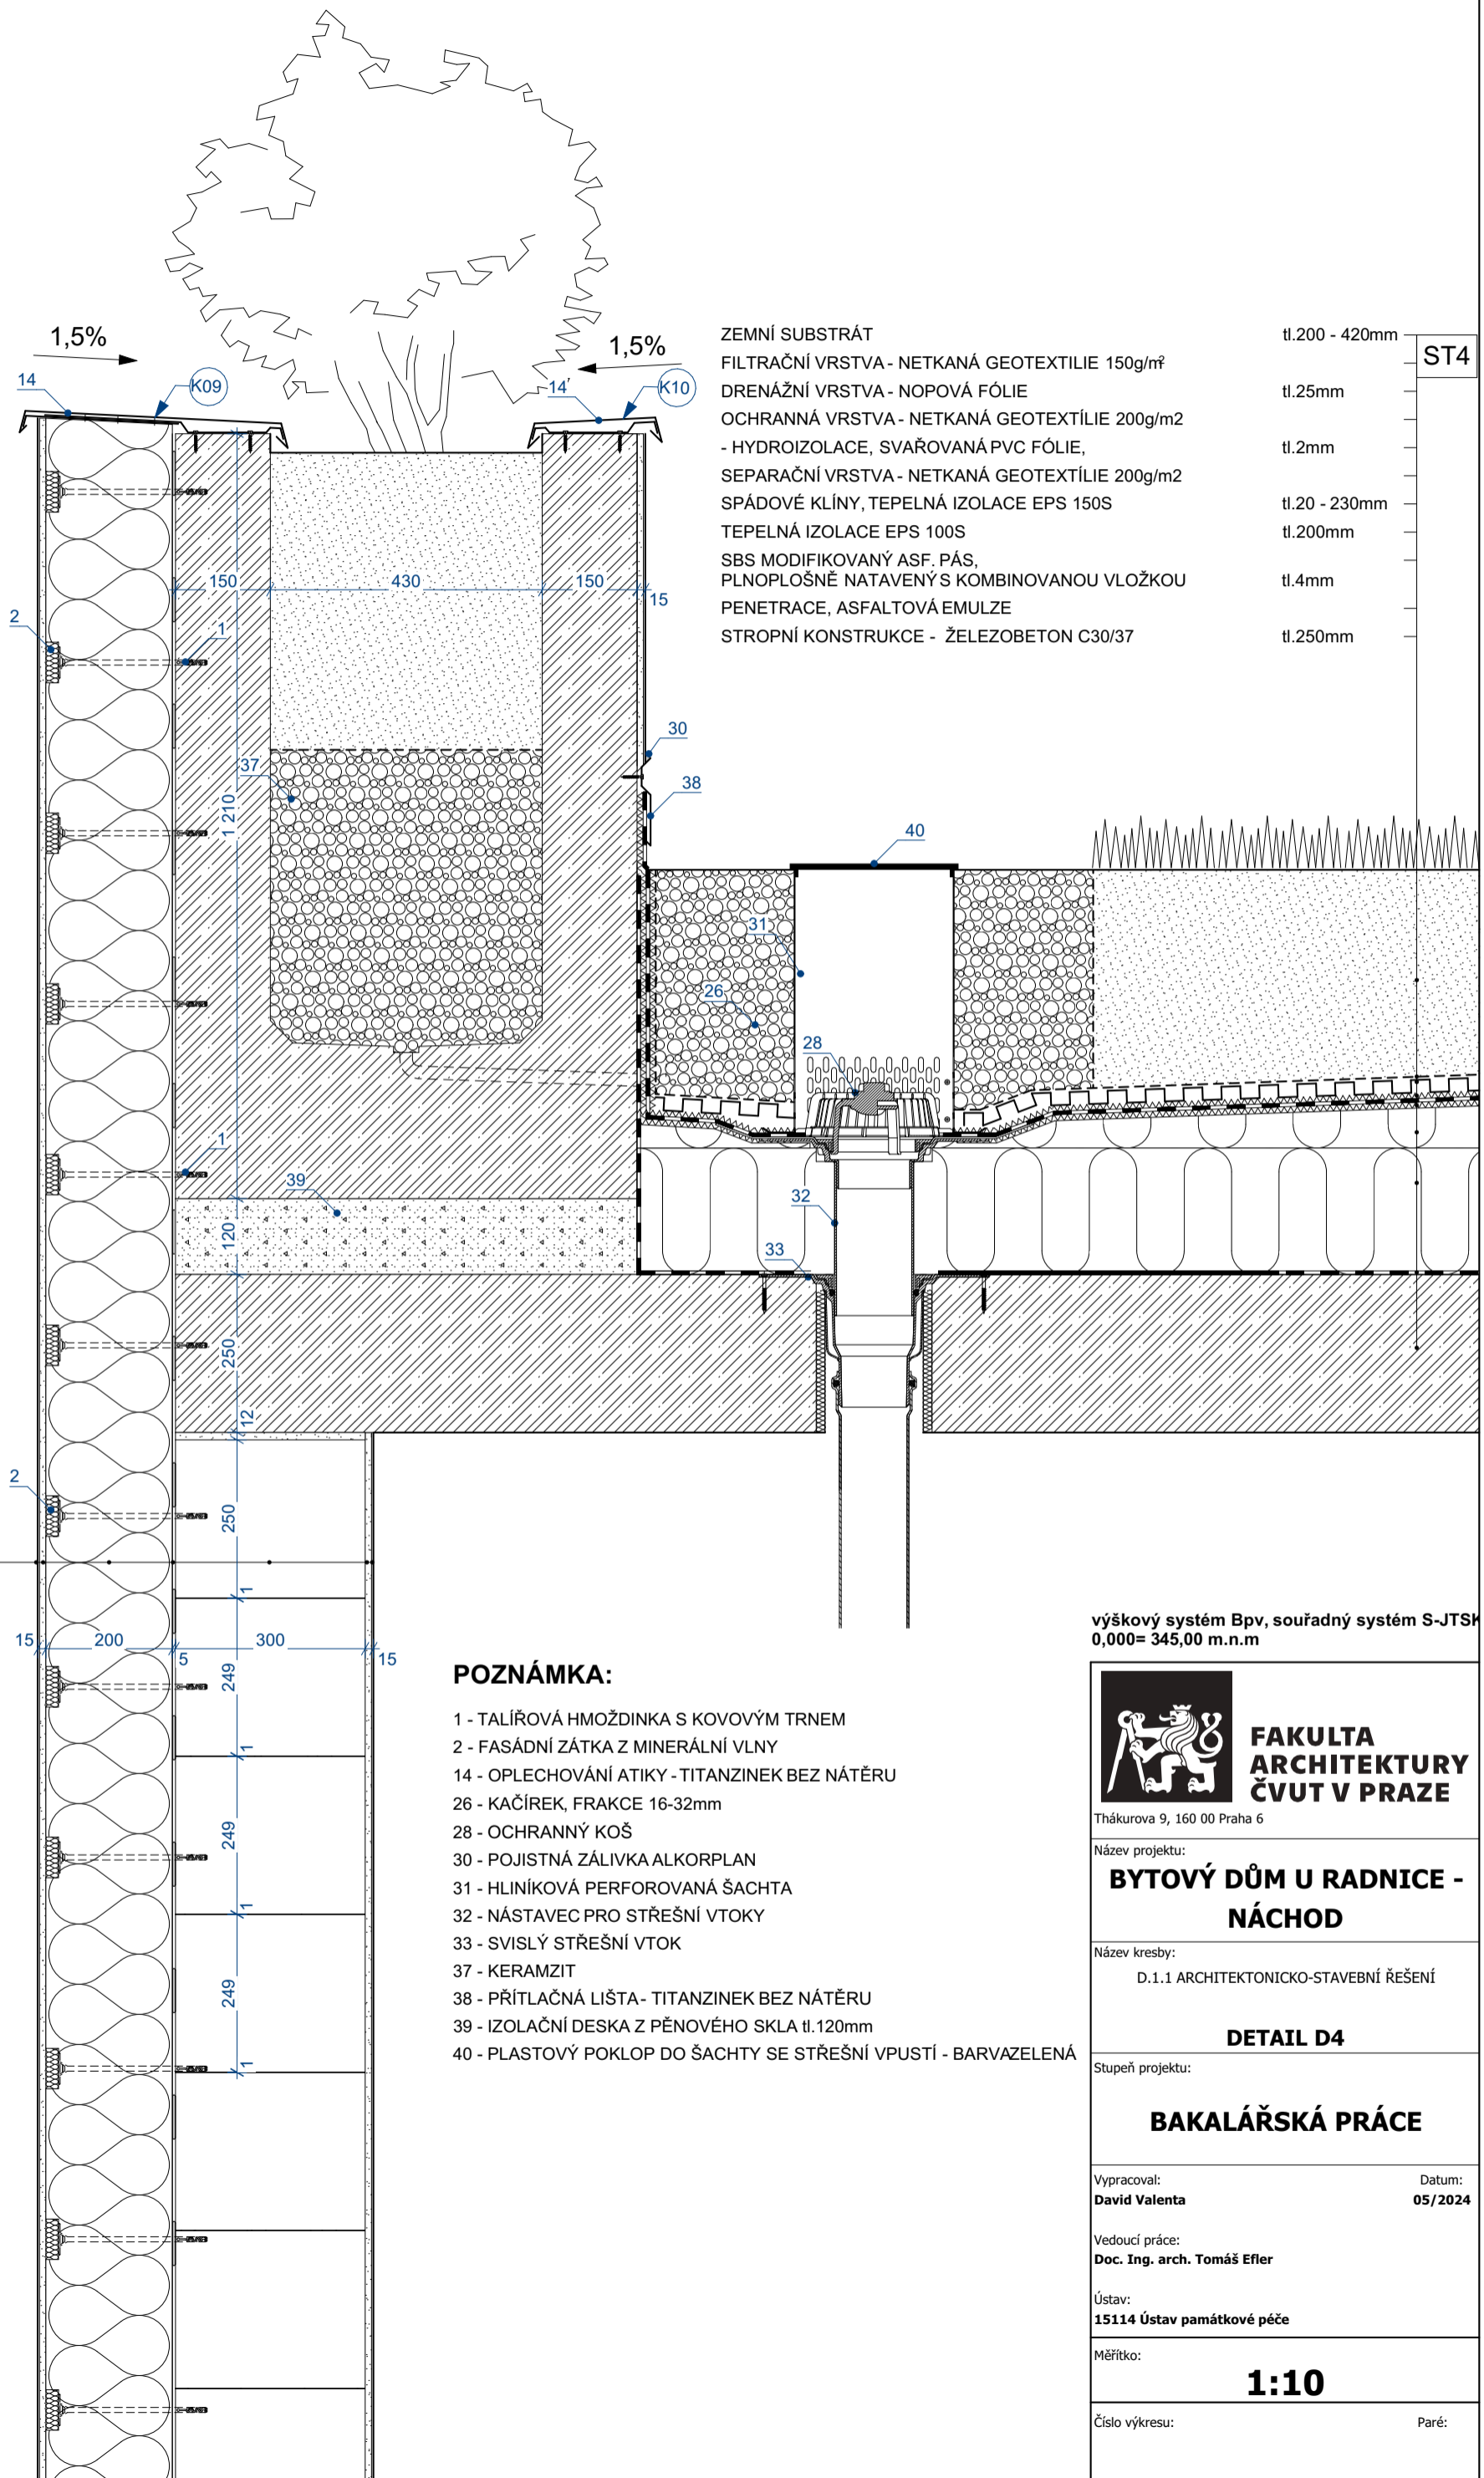 1,5%
1,5%
14
K09
14
K10
ZEMNÍ SUBSTRÁT tl.200 - 420mm
ST4
FILTRAČNÍ VRSTVA - NETKANÁ GEOTEXTILIE 150g/m²
DRENÁŽNÍ VRSTVA - NOPOVÁ FÓLIE tl.25mm
OCHRANNÁ VRSTVA - NETKANÁ GEOTEXTÍLIE 200g/m2
- HYDROIZOLACE, SVAŘOVANÁ PVC FÓLIE, tl.2mm
SEPARAČNÍ VRSTVA - NETKANÁ GEOTEXTÍLIE 200g/m2
SPÁDOVÉ KLÍNY, TEPELNÁ IZOLACE EPS 150S tl.20 - 230mm
TEPELNÁ IZOLACE EPS 100S tl.200mm
SBS MODIFIKOVANÝ ASF. PÁS,
PLNOPLOŠNĚ NATAVENÝ S KOMBINOVANOU VLOŽKOU tl.4mm
PENETRACE, ASFALTOVÁ EMULZE
STROPNÍ KONSTRUKCE - ŽELEZOBETON C30/37 tl.250mm
150
430
150
15
2
1
30
37
38
1 210
40
31
26
28
1
39
32
120
33
250
12
2
250
1
15
200
5
300
15
249
1
249
1
249
1
výškový systém Bpv, souřadný systém S-JTSK
0,000= 345,00 m.n.m
POZNÁMKA:
1 - TALÍŘOVÁ HMOŽDINKA S KOVOVÝM TRNEM
2 - FASÁDNÍ ZÁTKA Z MINERÁLNÍ VLNY
14 - OPLECHOVÁNÍ ATIKY - TITANZINEK BEZ NÁTĚRU
26 - KAČÍREK, FRAKCE 16-32mm
28 - OCHRANNÝ KOŠ
30 - POJISTNÁ ZÁLIVKA ALKORPLAN
31 - HLINÍKOVÁ PERFOROVANÁ ŠACHTA
32 - NÁSTAVEC PRO STŘEŠNÍ VTOKY
33 - SVISLÝ STŘEŠNÍ VTOK
37 - KERAMZIT
38 - PŘÍTLAČNÁ LIŠTA - TITANZINEK BEZ NÁTĚRU
39 - IZOLAČNÍ DESKA Z PĚNOVÉHO SKLA tl.120mm
40 - PLASTOVÝ POKLOP DO ŠACHTY SE STŘEŠNÍ VPUSTÍ - BARVAZELENÁ
FAKULTA
ARCHITEKTURY
ČVUT V PRAZE
Thákurova 9, 160 00 Praha 6
Název projektu:
BYTOVÝ DŮM U RADNICE -
NÁCHOD
Název kresby:
D.1.1 ARCHITEKTONICKO-STAVEBNÍ ŘEŠENÍ
DETAIL D4
Stupeň projektu:
BAKALÁŘSKÁ PRÁCE
Vypracoval: Datum:
David Valenta 05/2024
Vedoucí práce:
Doc. Ing. arch. Tomáš Efler
Ústav:
15114 Ústav památkové péče
Měřítko:
1:10
Číslo výkresu: Paré: